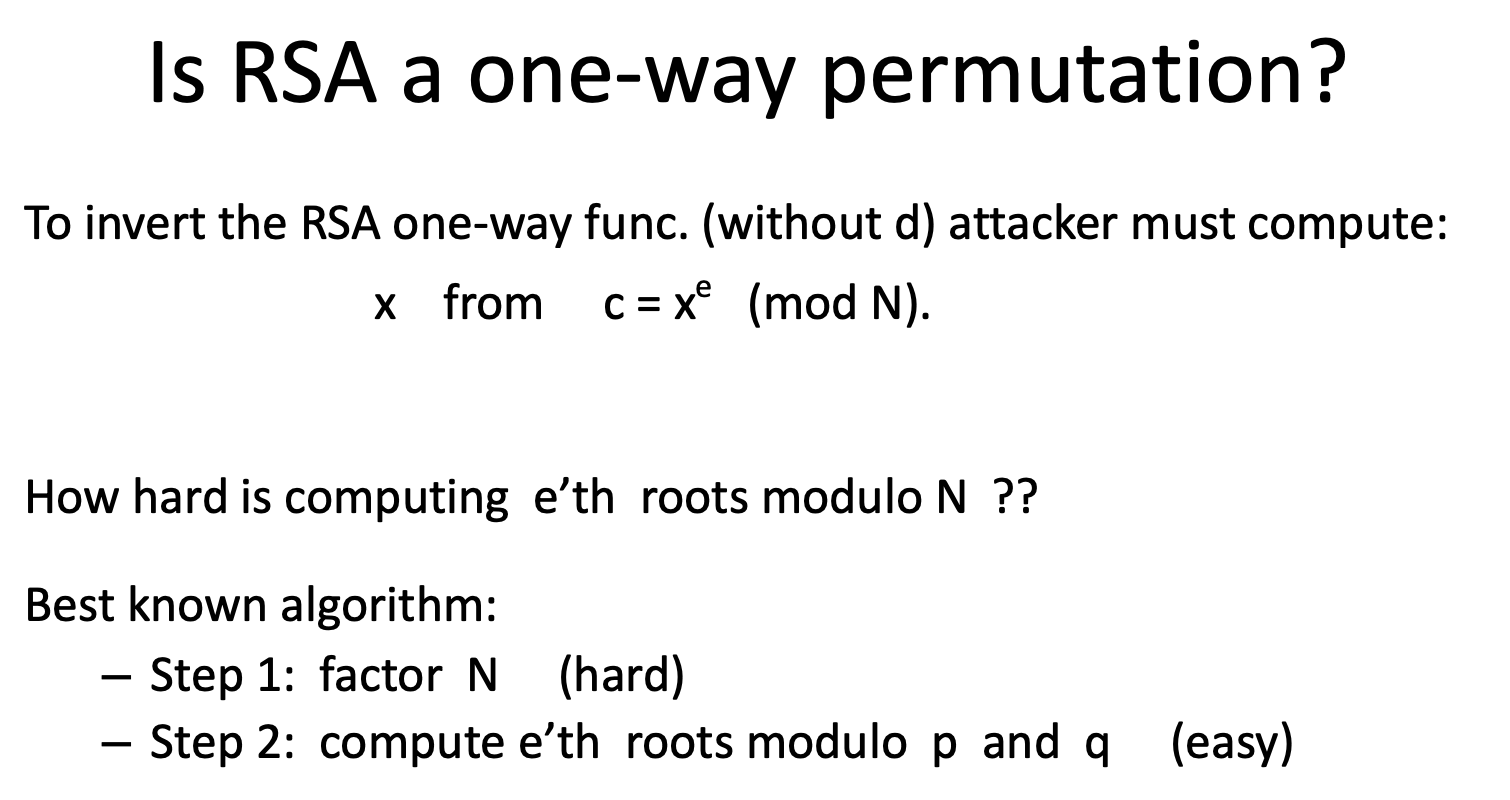 Is RSA a one-way permutation?
To invert the RSA one-way func. (without d) attacker must compute:
x from c = xᵉ (mod N).
How hard is computing e’th roots modulo N ??
Best known algorithm:
– Step 1: factor N (hard)
– Step 2: compute e’th roots modulo p and q (easy)